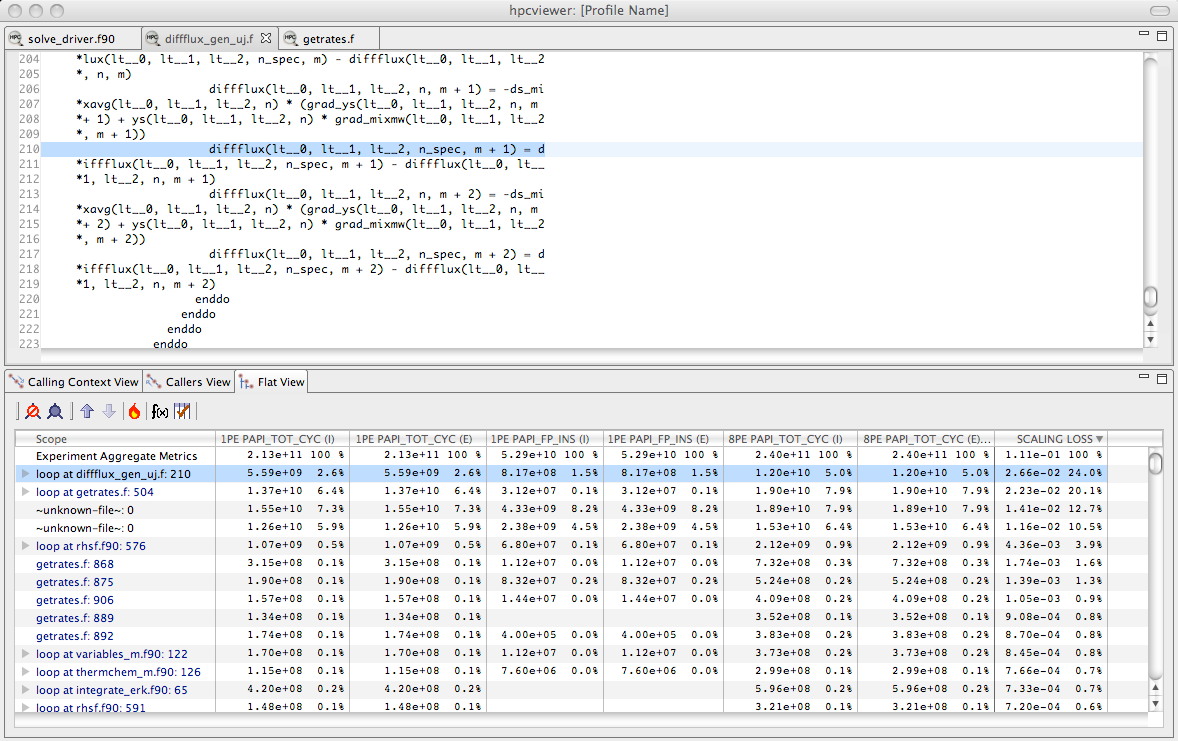 hpcviewer: [Profile Name]
solve_driver.f90 diffflux_gen_uj.f getrates.f
204 *lux(lt__0, lt__1, lt__2, n_spec, m) - diffflux(lt__0, lt__1, lt__2
205 *, n, m)
206 diffflux(lt__0, lt__1, lt__2, n, m + 1) = -ds_mi
207 *xavg(lt__0, lt__1, lt__2, n) * (grad_ys(lt__0, lt__1, lt__2, n, m
208 *+ 1) + ys(lt__0, lt__1, lt__2, n) * grad_mixmw(lt__0, lt__1, lt__2
209 *, m + 1))
210 diffflux(lt__0, lt__1, lt__2, n_spec, m + 1) = d
211 *iffflux(lt__0, lt__1, lt__2, n_spec, m + 1) - diffflux(lt__0, lt__
212 *1, lt__2, n, m + 1)
213 diffflux(lt__0, lt__1, lt__2, n, m + 2) = -ds_mi
214 *xavg(lt__0, lt__1, lt__2, n) * (grad_ys(lt__0, lt__1, lt__2, n, m
215 *+ 2) + ys(lt__0, lt__1, lt__2, n) * grad_mixmw(lt__0, lt__1, lt__2
216 *, m + 2))
217 diffflux(lt__0, lt__1, lt__2, n_spec, m + 2) = d
218 *iffflux(lt__0, lt__1, lt__2, n_spec, m + 2) - diffflux(lt__0, lt__
219 *1, lt__2, n, m + 2)
220 enddo
221 enddo
222 enddo
223 enddo
Calling Context View Callers View Flat View
f(x)
Scope 1PE PAPI_TOT_CYC (I) 1PE PAPI_TOT_CYC (E) 1PE PAPI_FP_INS (I) 1PE PAPI_FP_INS (E) 8PE PAPI_TOT_CYC (I) 8PE PAPI_TOT_CYC (E)... SCALING LOSS
Experiment Aggregate Metrics 2.13e+11 100 % 2.13e+11 100 % 5.29e+10 100 % 5.29e+10 100 % 2.40e+11 100 % 2.40e+11 100 % 1.11e-01 100 %
loop at diffflux_gen_uj.f: 210 5.59e+09 2.6% 5.59e+09 2.6% 8.17e+08 1.5% 8.17e+08 1.5% 1.20e+10 5.0% 1.20e+10 5.0% 2.66e-02 24.0%
loop at getrates.f: 504 1.37e+10 6.4% 1.37e+10 6.4% 3.12e+07 0.1% 3.12e+07 0.1% 1.90e+10 7.9% 1.90e+10 7.9% 2.23e-02 20.1%
~unknown-file~: 0 1.55e+10 7.3% 1.55e+10 7.3% 4.33e+09 8.2% 4.33e+09 8.2% 1.89e+10 7.9% 1.89e+10 7.9% 1.41e-02 12.7%
~unknown-file~: 0 1.26e+10 5.9% 1.26e+10 5.9% 2.38e+09 4.5% 2.38e+09 4.5% 1.53e+10 6.4% 1.53e+10 6.4% 1.16e-02 10.5%
loop at rhsf.f90: 576 1.07e+09 0.5% 1.07e+09 0.5% 6.80e+07 0.1% 6.80e+07 0.1% 2.12e+09 0.9% 2.12e+09 0.9% 4.36e-03 3.9%
getrates.f: 868 3.15e+08 0.1% 3.15e+08 0.1% 1.12e+07 0.0% 1.12e+07 0.0% 7.32e+08 0.3% 7.32e+08 0.3% 1.74e-03 1.6%
getrates.f: 875 1.90e+08 0.1% 1.90e+08 0.1% 8.32e+07 0.2% 8.32e+07 0.2% 5.24e+08 0.2% 5.24e+08 0.2% 1.39e-03 1.3%
getrates.f: 906 1.57e+08 0.1% 1.57e+08 0.1% 1.44e+07 0.0% 1.44e+07 0.0% 4.09e+08 0.2% 4.09e+08 0.2% 1.05e-03 0.9%
getrates.f: 889 1.34e+08 0.1% 1.34e+08 0.1% 3.52e+08 0.1% 3.52e+08 0.1% 9.08e-04 0.8%
getrates.f: 892 1.74e+08 0.1% 1.74e+08 0.1% 4.00e+05 0.0% 4.00e+05 0.0% 3.83e+08 0.2% 3.83e+08 0.2% 8.70e-04 0.8%
loop at variables_m.f90: 122 1.70e+08 0.1% 1.70e+08 0.1% 1.12e+07 0.0% 1.12e+07 0.0% 3.73e+08 0.2% 3.73e+08 0.2% 8.45e-04 0.8%
loop at thermchem_m.f90: 126 1.15e+08 0.1% 1.15e+08 0.1% 7.60e+06 0.0% 7.60e+06 0.0% 2.99e+08 0.1% 2.99e+08 0.1% 7.66e-04 0.7%
loop at integrate_erk.f90: 65 4.20e+08 0.2% 4.20e+08 0.2% 5.96e+08 0.2% 5.96e+08 0.2% 7.33e-04 0.7%
loop at rhsf.f90: 591 1.48e+08 0.1% 1.48e+08 0.1% 3.21e+08 0.1% 3.21e+08 0.1% 7.20e-04 0.6%